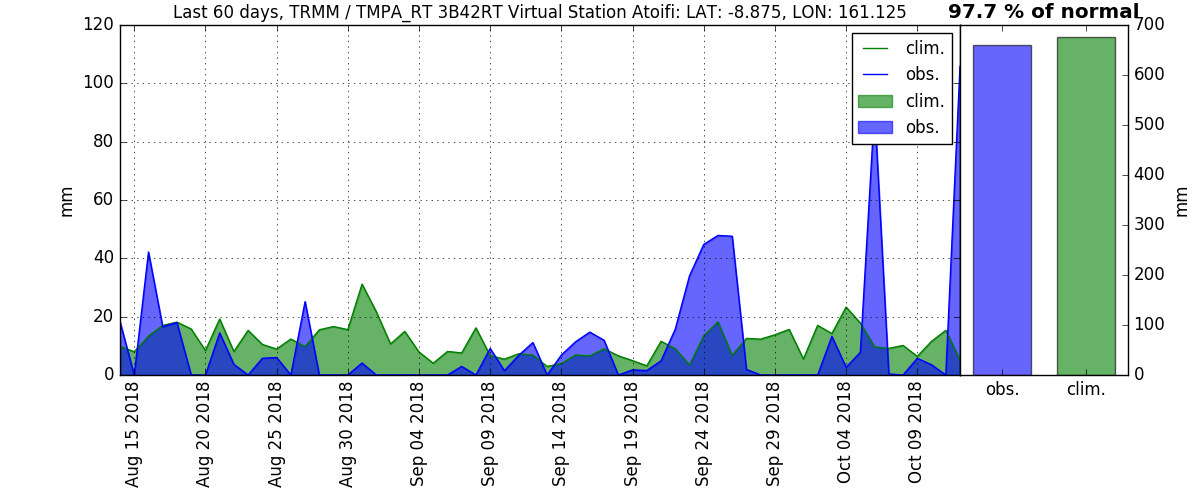 Last 60 days, TRMM / TMPA_RT 3B42RT Virtual Station Atoifi: LAT: -8.875, LON: 161.125
97.7 % of normal
120
100
80
60
40
20
0
mm
clim.
obs.
clim.
obs.
700
600
500
400
300
200
100
0
mm
Aug 15 2018
Aug 20 2018
Aug 25 2018
Aug 30 2018
Sep 04 2018
Sep 09 2018
Sep 14 2018
Sep 19 2018
Sep 24 2018
Sep 29 2018
Oct 04 2018
Oct 09 2018
obs.
clim.